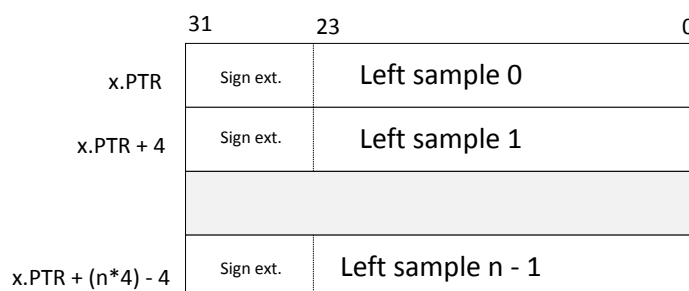 31 23 0
x.PTR Sign ext. Left sample 0
x.PTR + 4 Sign ext. Left sample 1
x.PTR + (n*4) - 4 Sign ext. Left sample n - 1